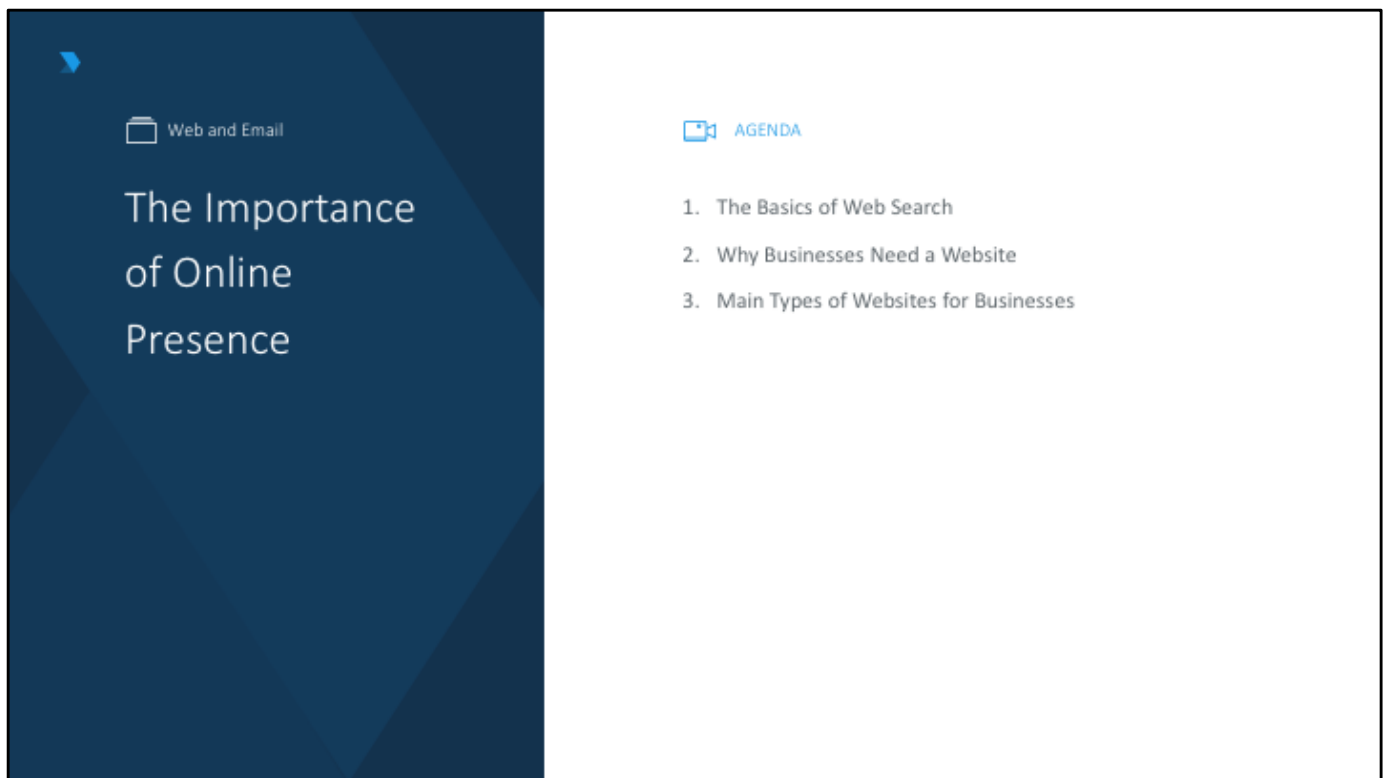 Web and Email
The Importance
of Online
Presence
AGENDA
1. The Basics of Web Search
2. Why Businesses Need a Website
3. Main Types of Websites for Businesses